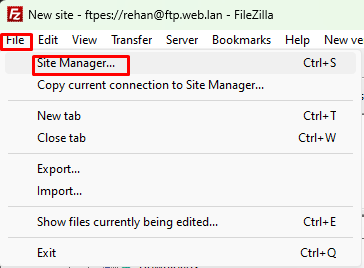 New site - ftpes://rehan@ftp.web.lan - FileZilla
File Edit View Transfer Server Bookmarks Help New ve
Site Manager... Ctrl+S
Copy current connection to Site Manager...
New tab Ctrl+T
Close tab Ctrl+W
Export...
Import...
Show files currently being edited... Ctrl+E
Exit Ctrl+Q